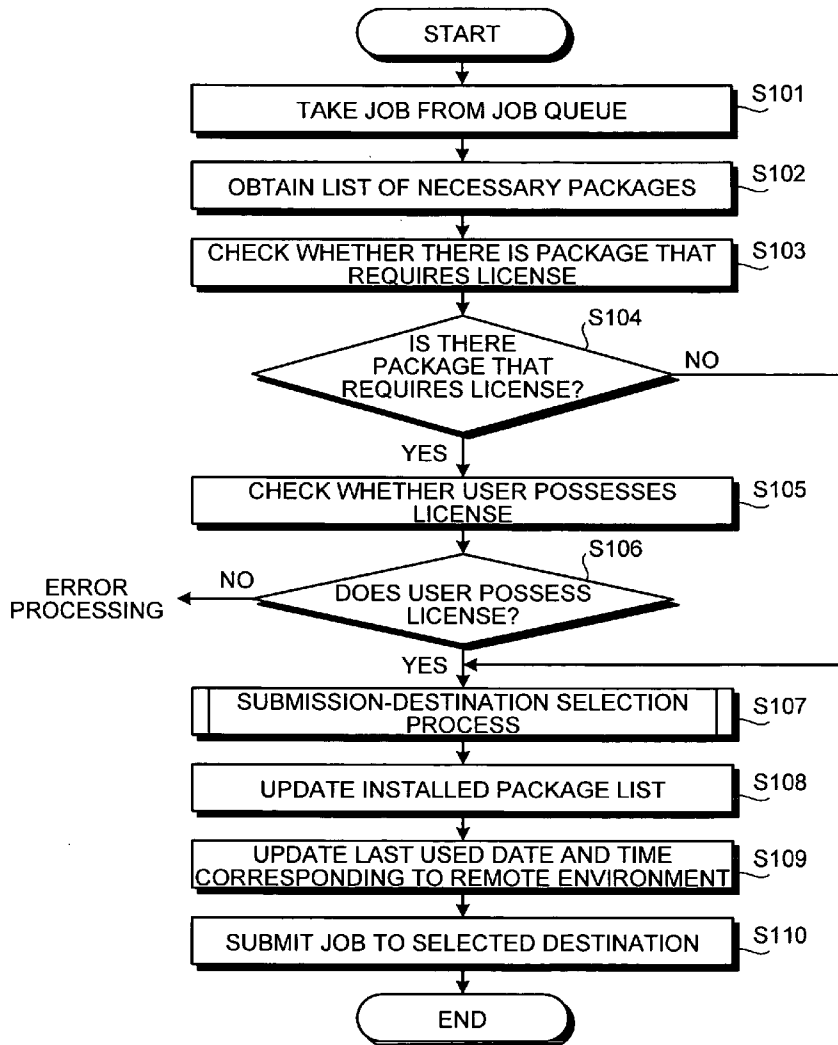 START
S101
TAKE JOB FROM JOB QUEUE
S102
OBTAIN LIST OF NECESSARY PACKAGES
S103
CHECK WHETHER THERE IS PACKAGE THAT
REQUIRES LICENSE
S104
IS THERE
PACKAGE THAT
REQUIRES LICENSE?
NO
YES
S105
CHECK WHETHER USER POSSESSES
LICENSE
S106
DOES USER POSSESS
LICENSE?
NO
ERROR
PROCESSING
YES
S107
SUBMISSION-DESTINATION SELECTION
PROCESS
S108
UPDATE INSTALLED PACKAGE LIST
S109
UPDATE LAST USED DATE AND TIME
CORRESPONDING TO REMOTE ENVIRONMENT
S110
SUBMIT JOB TO SELECTED DESTINATION
END